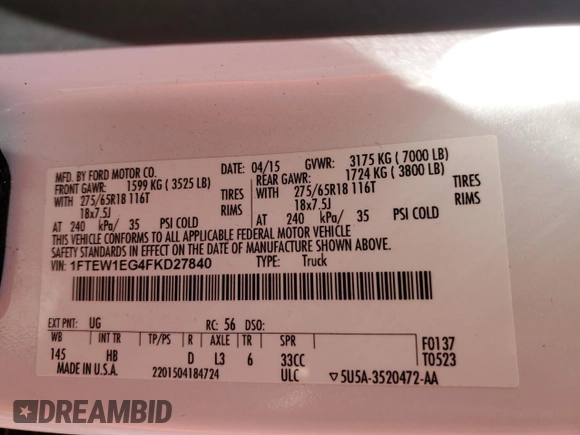 MFD. BY FORD MOTOR CO.
DATE: 04/15 GVWR: 3175 KG ( 7000 LB)
FRONT GAWR: 1599 KG ( 3525 LB) REAR GAWR: 1724 KG ( 3800 LB)
WITH 275/65R18 116T TIRES WITH 275/65R18 116T TIRES
18x7.5J RIMS 18x7.5J RIMS
AT 240 kPa/ 35 PSI COLD AT 240 kPa/ 35 PSI COLD
THIS VEHICLE CONFORMS TO ALL APPLICABLE FEDERAL MOTOR VEHICLE
SAFETY STANDARDS IN EFFECT ON THE DATE OF MANUFACTURE SHOWN ABOVE.
VIN: 1FTEW1EG4FKD27840 TYPE: Truck
EXT PNT: UG RC: 56 DSO:
WB INT TR TP/PS R AXLE TR SPR F0137
145 HB D L3 6 33CC T0523
MADE IN U.S.A. 2201504184724 ULC ▽5U5A-3520472-AA
DREAMBID